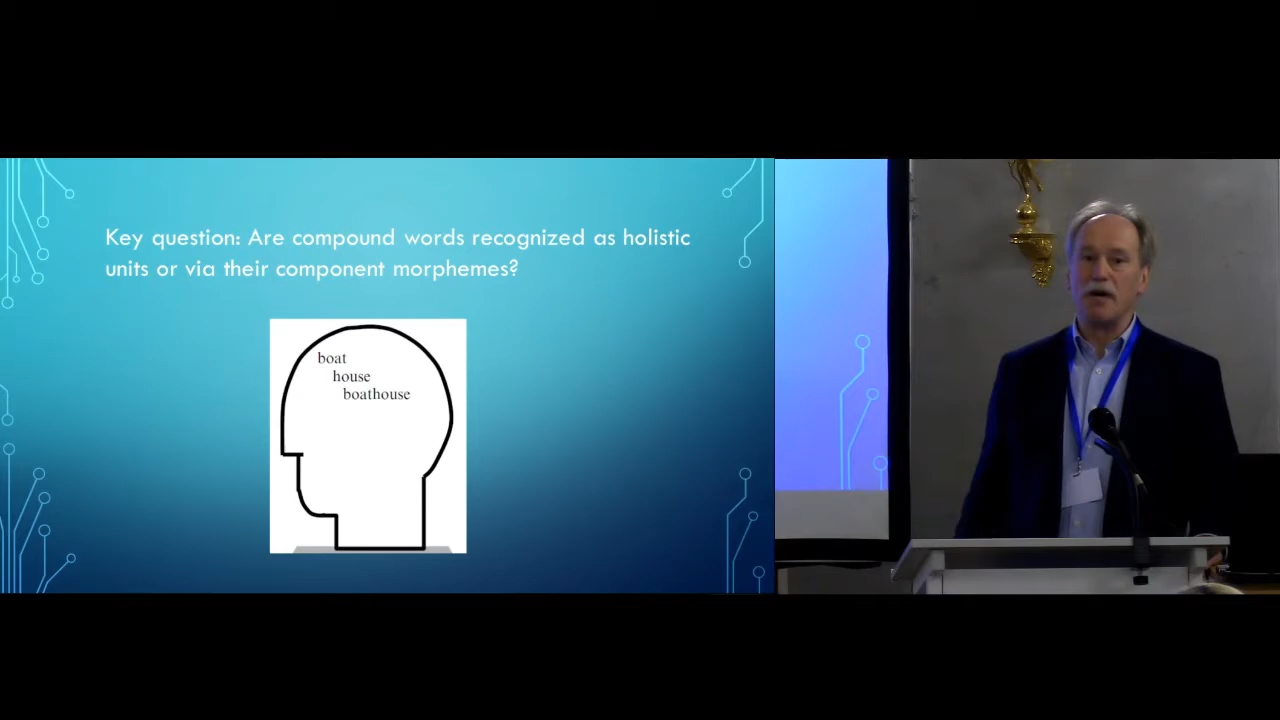 Key question: Are compound words recognized as holistic
units or via their component morphemes?
boat
house
boathouse